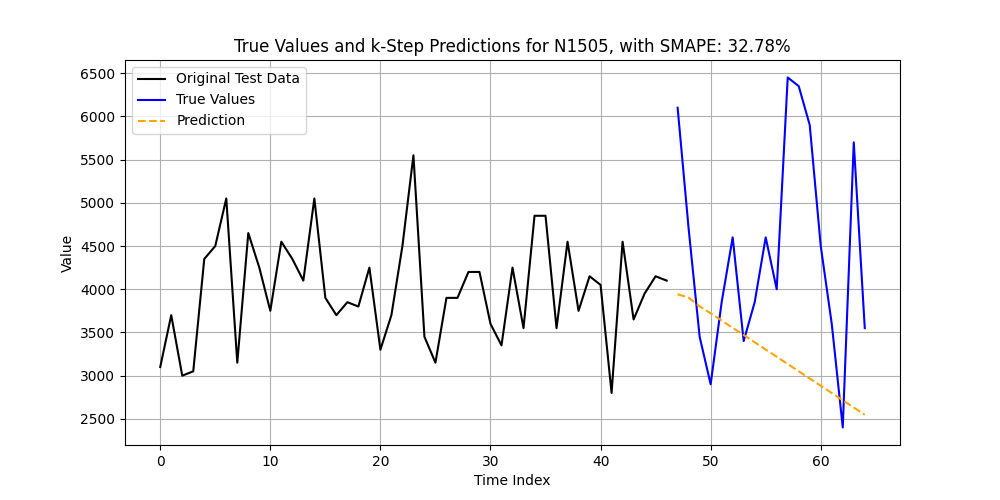 True Values and k-Step Predictions for N1505, with SMAPE: 32.78%
Original Test Data
True Values
Prediction
6500
6000
5500
5000
4500
4000
3500
3000
2500
Value
0 10 20 30 40 50 60
Time Index